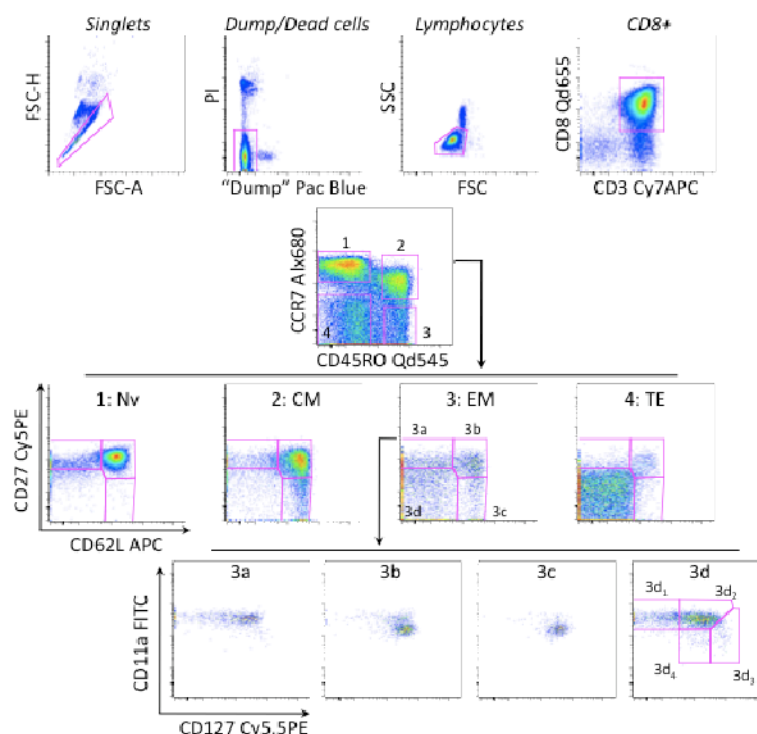 Singlets Dump/Dead cells Lymphocytes CD8+
FSC-H
PI
SSC
CD8 Qd655
FSC-A "Dump" Pac Blue FSC CD3 Cy7APC
1 2
CCR7 Alx680
4 3
CD45RO Qd545
1: Nv 2: CM 3: EM 4: TE
3a 3b
CD27 Cy5PE
3d 3c
CD62L APC
3a 3b 3c 3d
3d1 3d2
CD11a FITC
3d4 3d3
CD127 Cy5.5PE